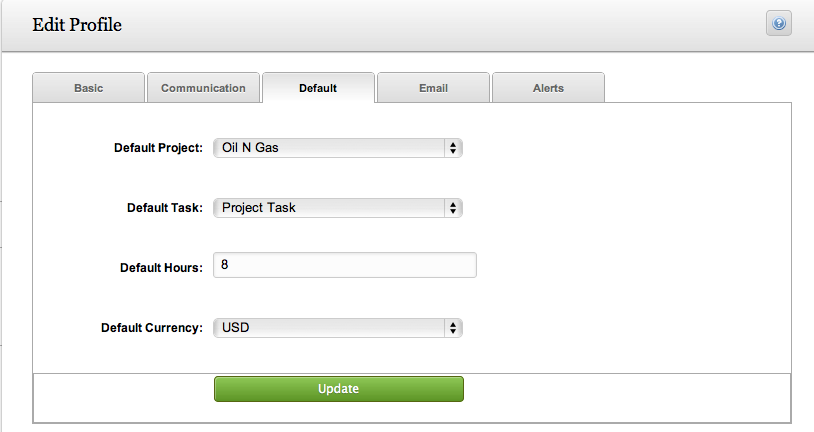 Edit Profile
Basic Communication Default Email Alerts
Default Project: Oil N Gas
Default Task: Project Task
Default Hours: 8
Default Currency: USD
Update